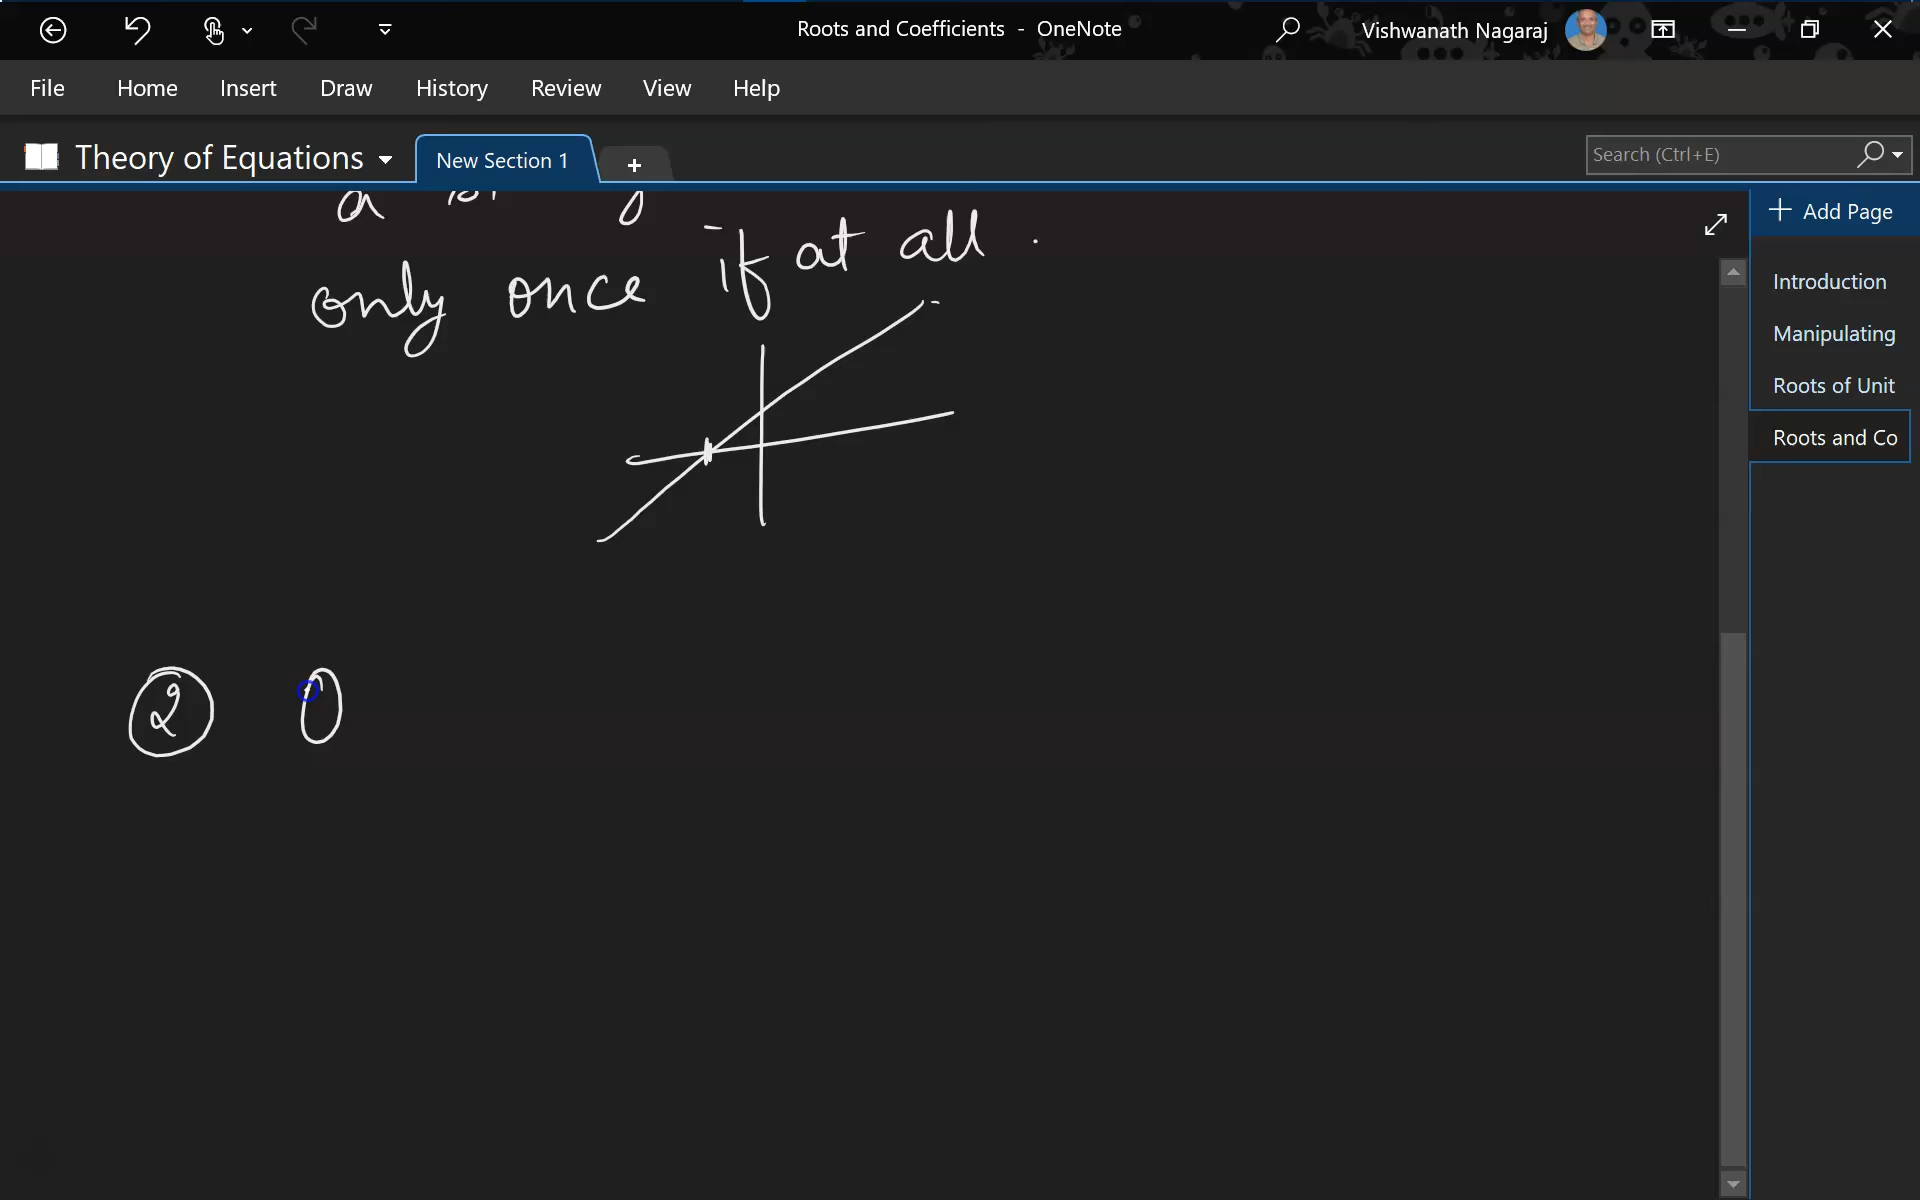 Roots and Coefficients - OneNote
Vishwanath Nagaraj
File Home Insert Draw History Review View Help
Theory of Equations
New Section 1
+
Search (Ctrl+E)
a
only once if at all .
2 0
+ Add Page
Introduction
Manipulating
Roots of Unit
Roots and Co